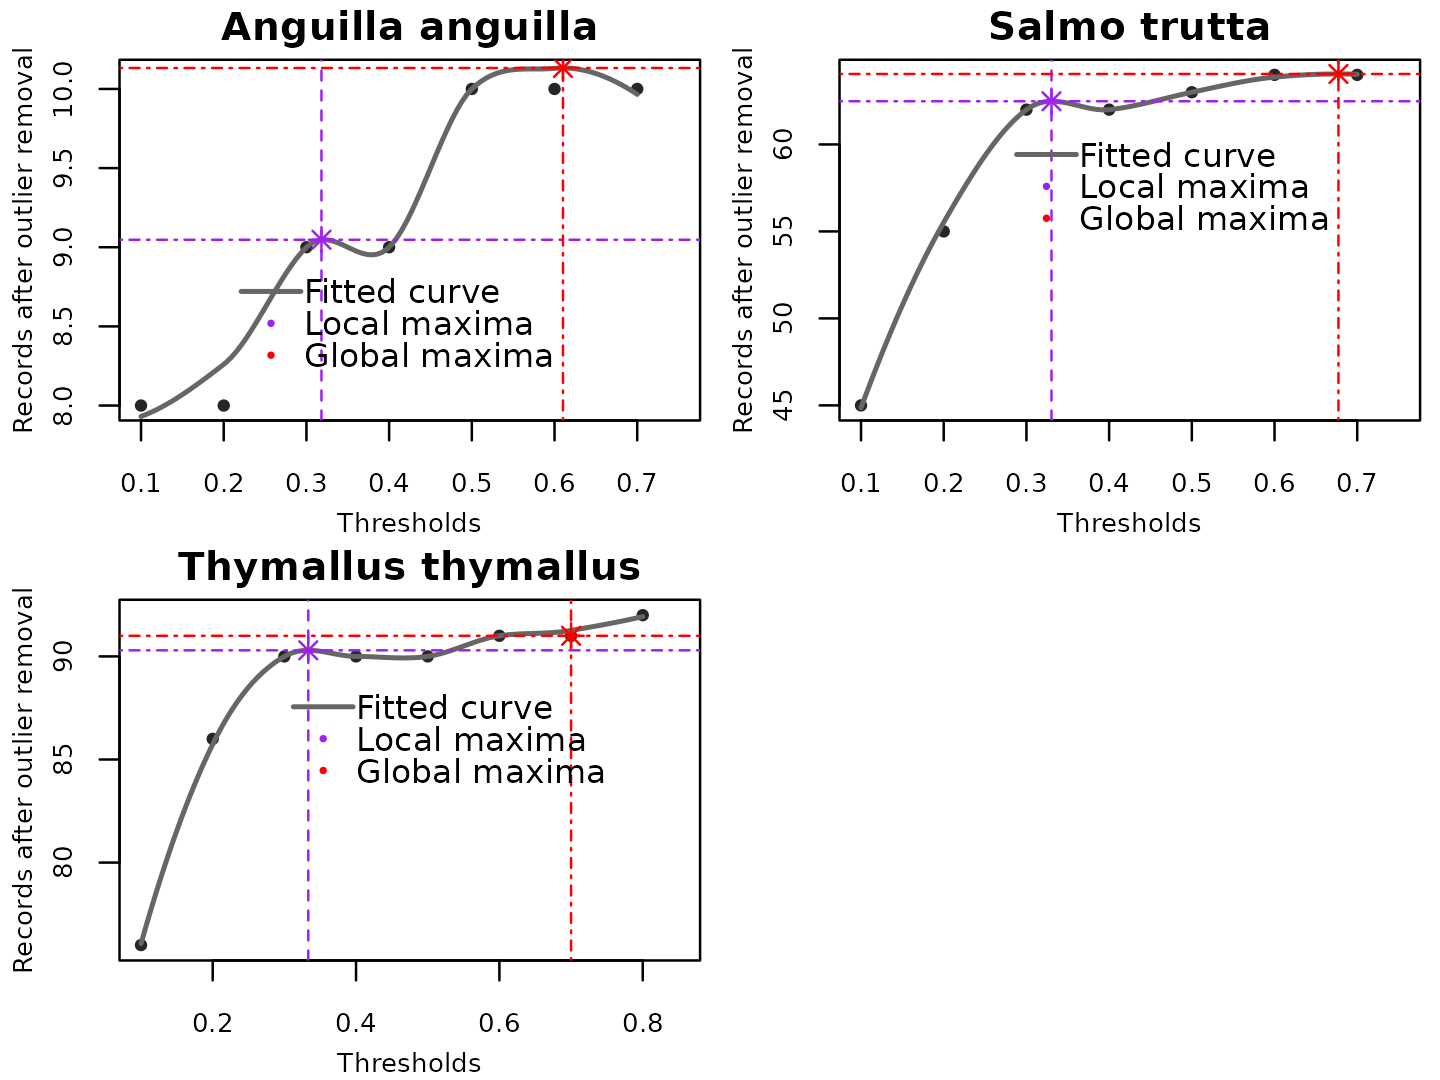 Anguilla anguilla
Records after outlier removal
10.0
9.5
9.0
8.5
8.0
Fitted curve
Local maxima
Global maxima
0.1 0.2 0.3 0.4 0.5 0.6 0.7
Thresholds
Salmo trutta
Records after outlier removal
60
55
50
45
Fitted curve
Local maxima
Global maxima
0.1 0.2 0.3 0.4 0.5 0.6 0.7
Thresholds
Thymallus thymallus
Records after outlier removal
90
85
80
Fitted curve
Local maxima
Global maxima
0.2 0.4 0.6 0.8
Thresholds